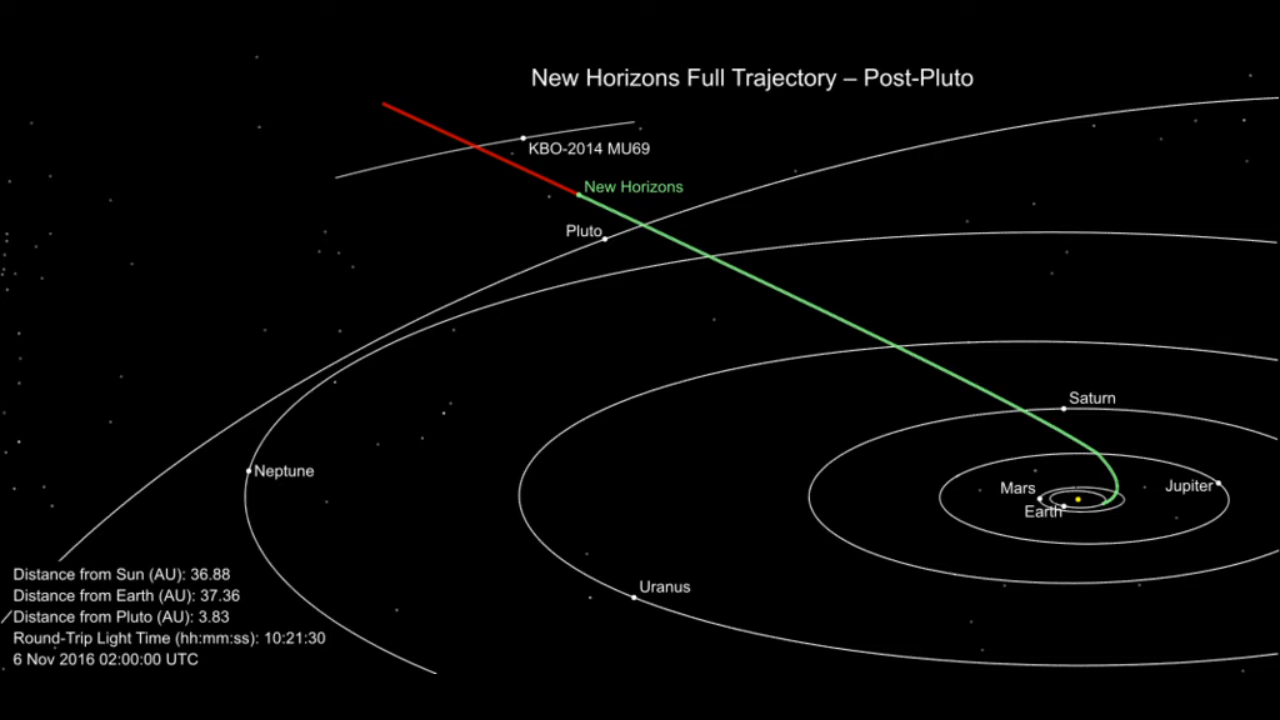 New Horizons Full Trajectory – Post-Pluto
KBO-2014 MU69
New Horizons
Pluto
Saturn
Neptune
Mars
Jupiter
Earth
Uranus
Distance from Sun (AU): 36.88
Distance from Earth (AU): 37.36
Distance from Pluto (AU): 3.83
Round-Trip Light Time (hh:mm:ss): 10:21:30
6 Nov 2016 02:00:00 UTC